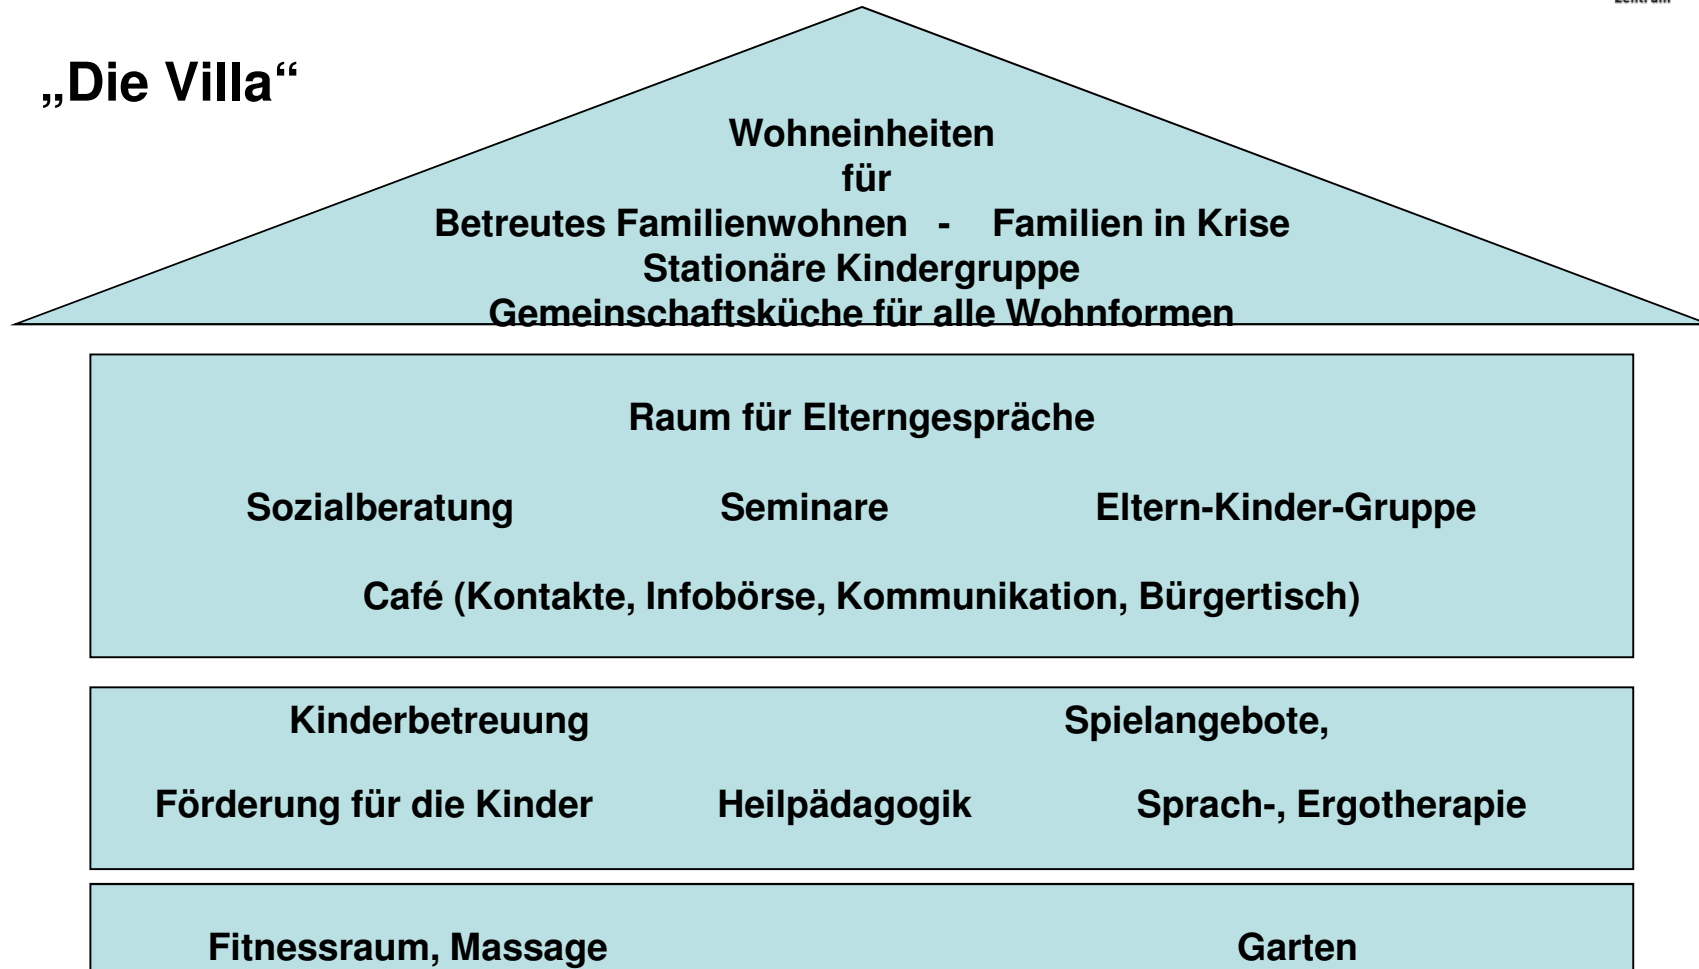 Zentrum
„Die Villa“
Wohneinheiten
für
Betreutes Familienwohnen - Familien in Krise
Stationäre Kindergruppe
Gemeinschaftsküche für alle Wohnformen
Raum für Elterngespräche
Sozialberatung Seminare Eltern-Kinder-Gruppe
Café (Kontakte, Infobörse, Kommunikation, Bürgertisch)
Kinderbetreuung Spielangebote,
Förderung für die Kinder Heilpädagogik Sprach-, Ergotherapie
Fitnessraum, Massage Garten